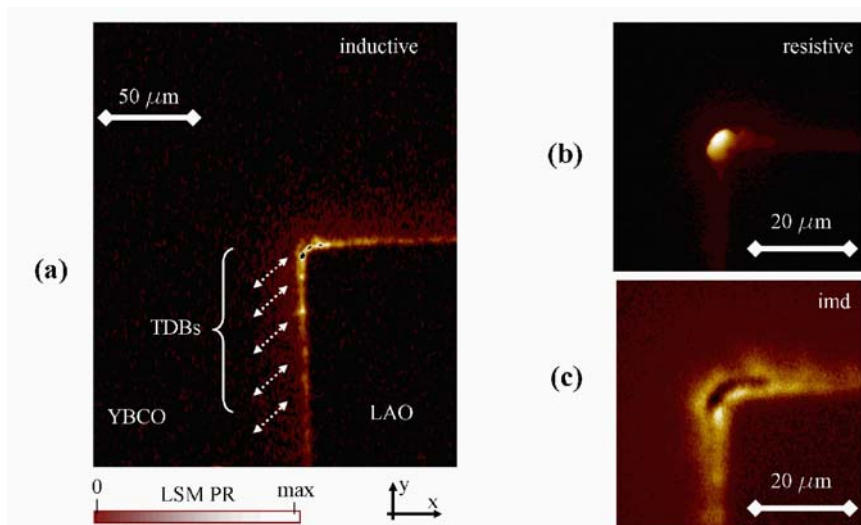 inductive
50 μm
(a)
TDBs
YBCO
LAO
0
LSM PR
max
y
x
resistive
(b)
20 μm
imd
(c)
20 μm